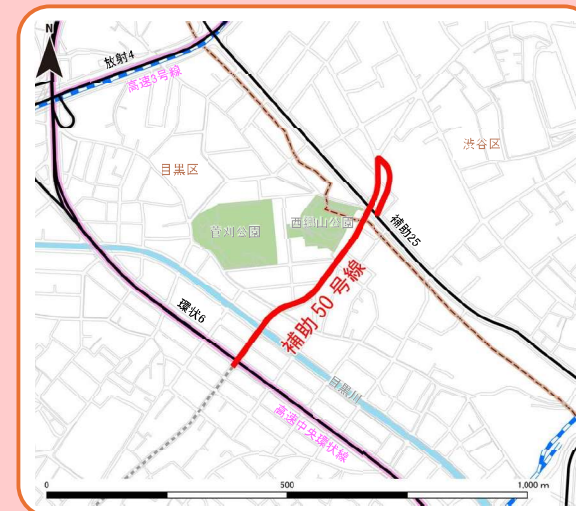 N
放射4
高速3号線
目黒区
渋谷区
菅刈公園
西郷山公園
補助25
補助50号線
環状6
目黒川
高速中央環状線
0
500
1,000 m